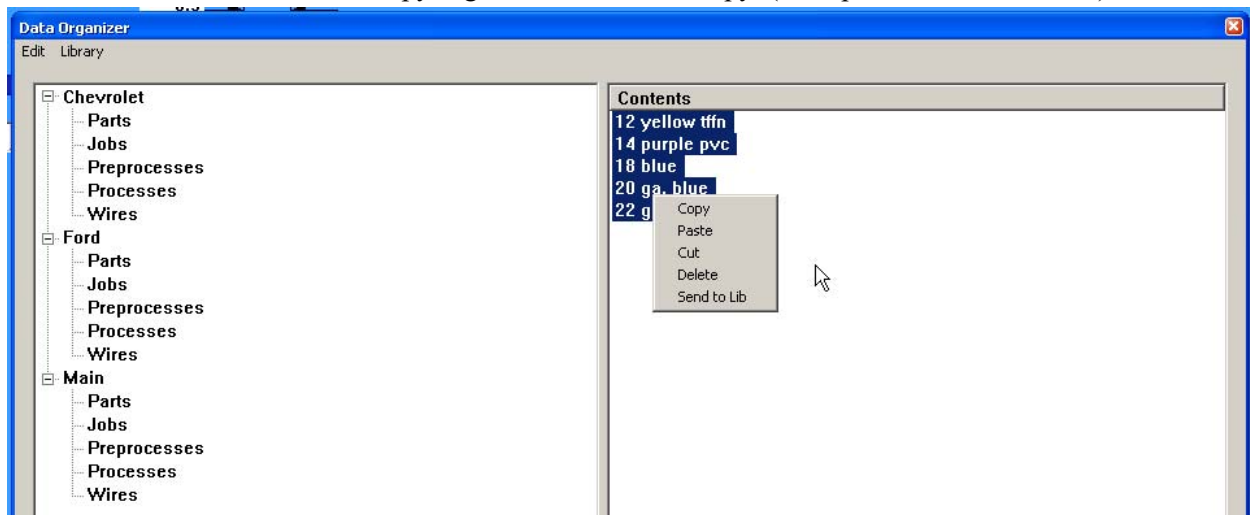 Data Organizer
Edit Library
Chevrolet
Parts
Jobs
Preprocesses
Processes
Wires
Ford
Parts
Jobs
Preprocesses
Processes
Wires
Main
Parts
Jobs
Preprocesses
Processes
Wires
Contents
12 yellow tffn
14 purple pvc
18 blue
20 ga. blue
22 g
Copy
Paste
Cut
Delete
Send to Lib